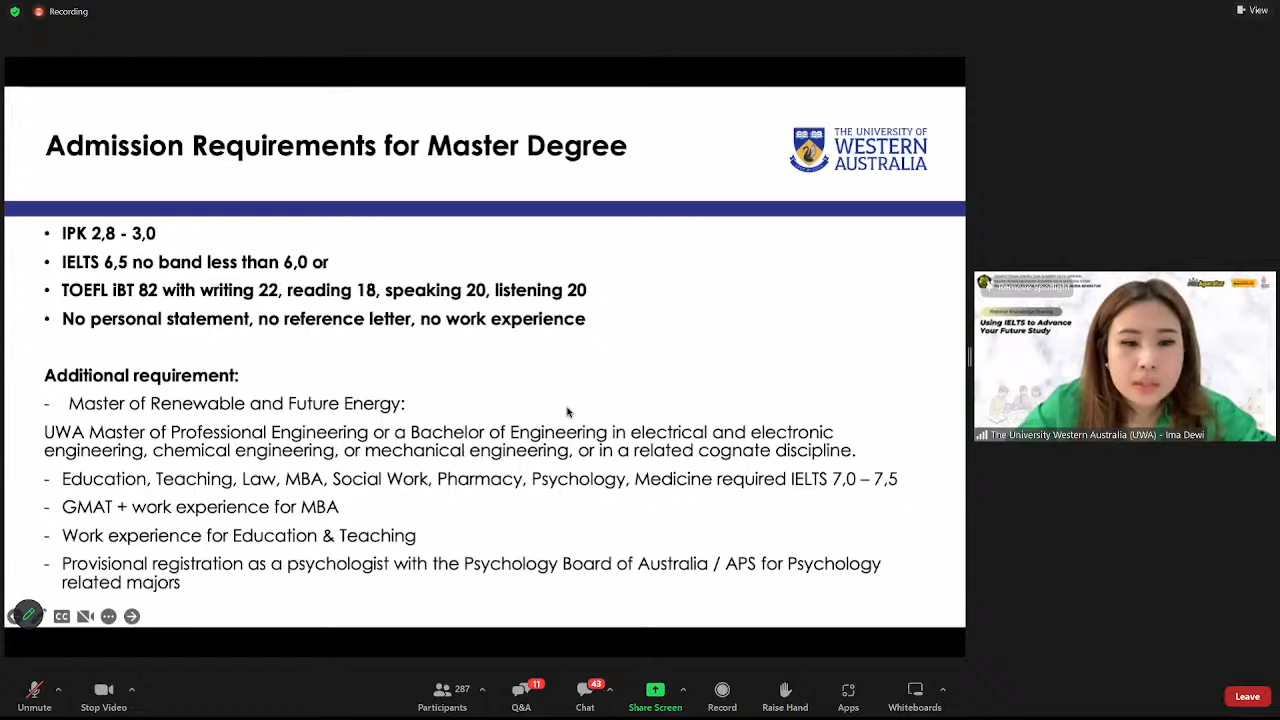 Recording
View
Admission Requirements for Master Degree
THE UNIVERSITY OF
WESTERN
AUSTRALIA
• IPK 2,8 - 3,0
• IELTS 6,5 no band less than 6,0 or
• TOEFL iBT 82 with writing 22, reading 18, speaking 20, listening 20
• No personal statement, no reference letter, no work experience
Additional requirement:
- Master of Renewable and Future Energy:
UWA Master of Professional Engineering or a Bachelor of Engineering in electrical and electronic
engineering, chemical engineering, or mechanical engineering, or in a related cognate discipline.
- Education, Teaching, Law, MBA, Social Work, Pharmacy, Psychology, Medicine required IELTS 7,0 – 7,5
- GMAT + work experience for MBA
- Work experience for Education & Teaching
- Provisional registration as a psychologist with the Psychology Board of Australia / APS for Psychology
related majors
CC
Webinar Knowledge Sharing
Using IELTS to Advance
Your Future Study
The University Western Australia (UWA) - Ima Dewi
287
11
43
Unmute
Stop Video
Participants
Q&A
Chat
Share Screen
Record
Raise Hand
Apps
Whiteboards
Leave